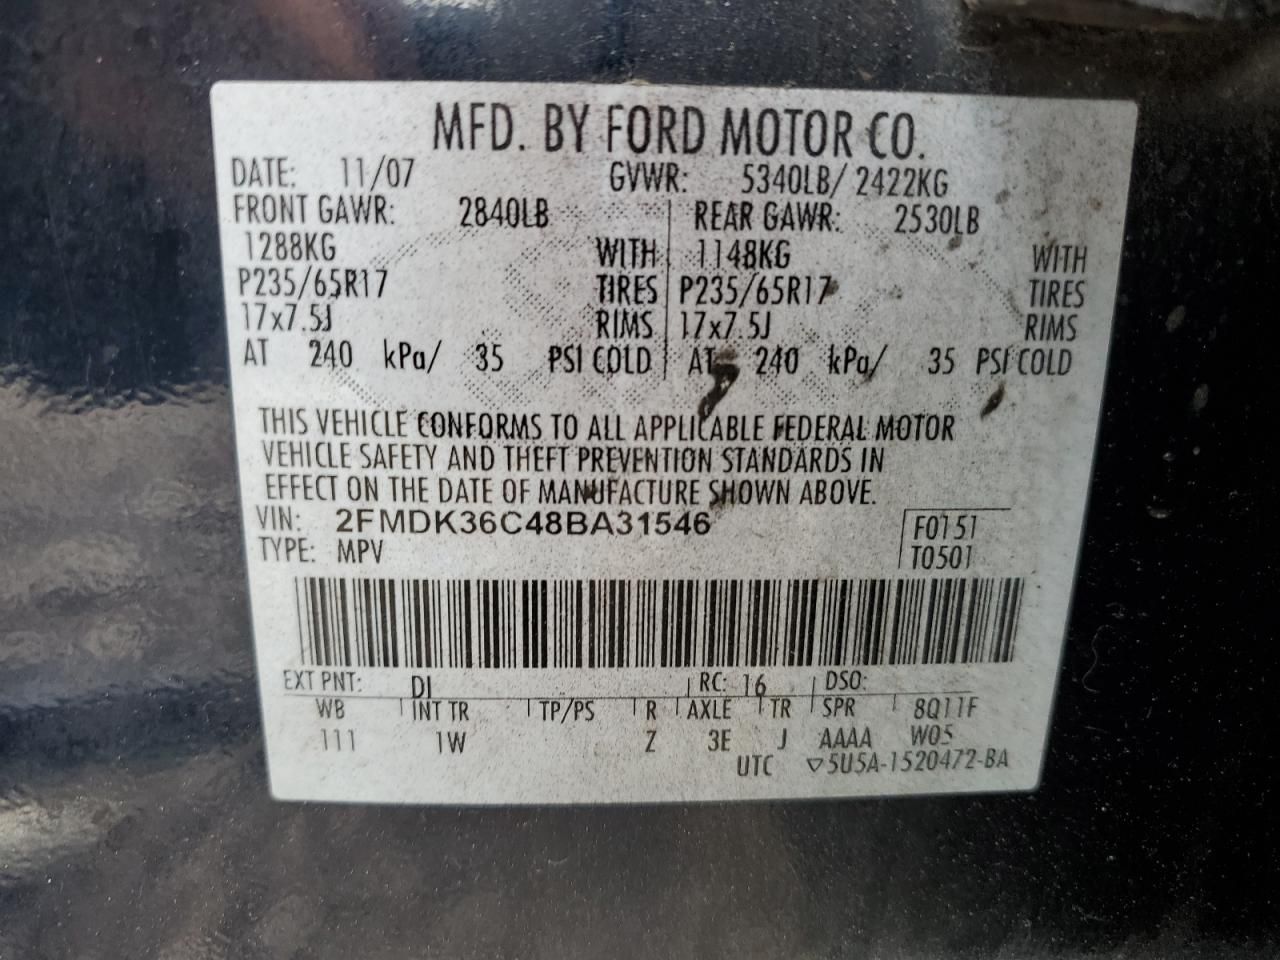 MFD. BY FORD MOTOR CO.
DATE: 11/07 GVWR: 5340LB/ 2422KG
FRONT GAWR: 2840LB REAR GAWR: 2530LB
1288KG WITH 1148KG WITH
P235/65R17 TIRES P235/65R17 TIRES
17x7.5J RIMS 17x7.5J RIMS
AT 240 kPa/ 35 PSI COLD AT 240 kPa/ 35 PSI COLD
THIS VEHICLE CONFORMS TO ALL APPLICABLE FEDERAL MOTOR
VEHICLE SAFETY AND THEFT PREVENTION STANDARDS IN
EFFECT ON THE DATE OF MANUFACTURE SHOWN ABOVE.
VIN: 2FMDK36C48BA31546 F0151
TYPE: MPV T0501
EXT PNT: D1 RC: 16 DSO:
WB INT TR TP/PS R AXLE TR SPR 8Q11F
111 1W Z 3E J AAAA W05
UTC ▽5U5A-1520472-BA